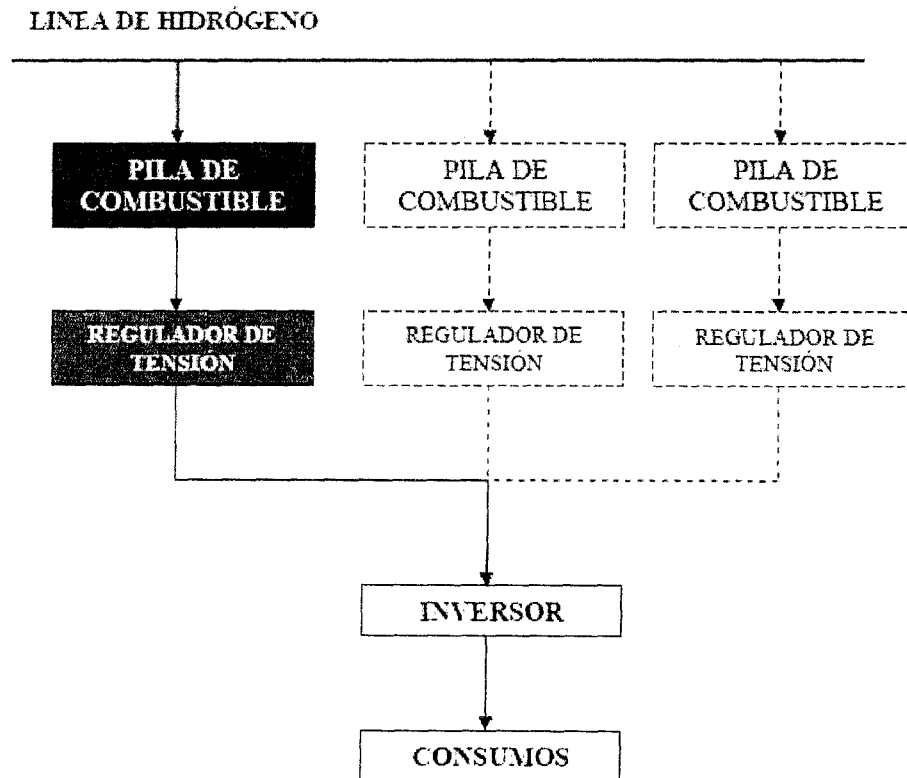 LINEA DE HIDRÓGENO
PILA DE
COMBUSTIBLE
PILA DE
COMBUSTIBLE
PILA DE
COMBUSTIBLE
REGULADOR DE
TENSIÓN
REGULADOR DE
TENSIÓN
REGULADOR DE
TENSIÓN
INVERSOR
CONSUMOS